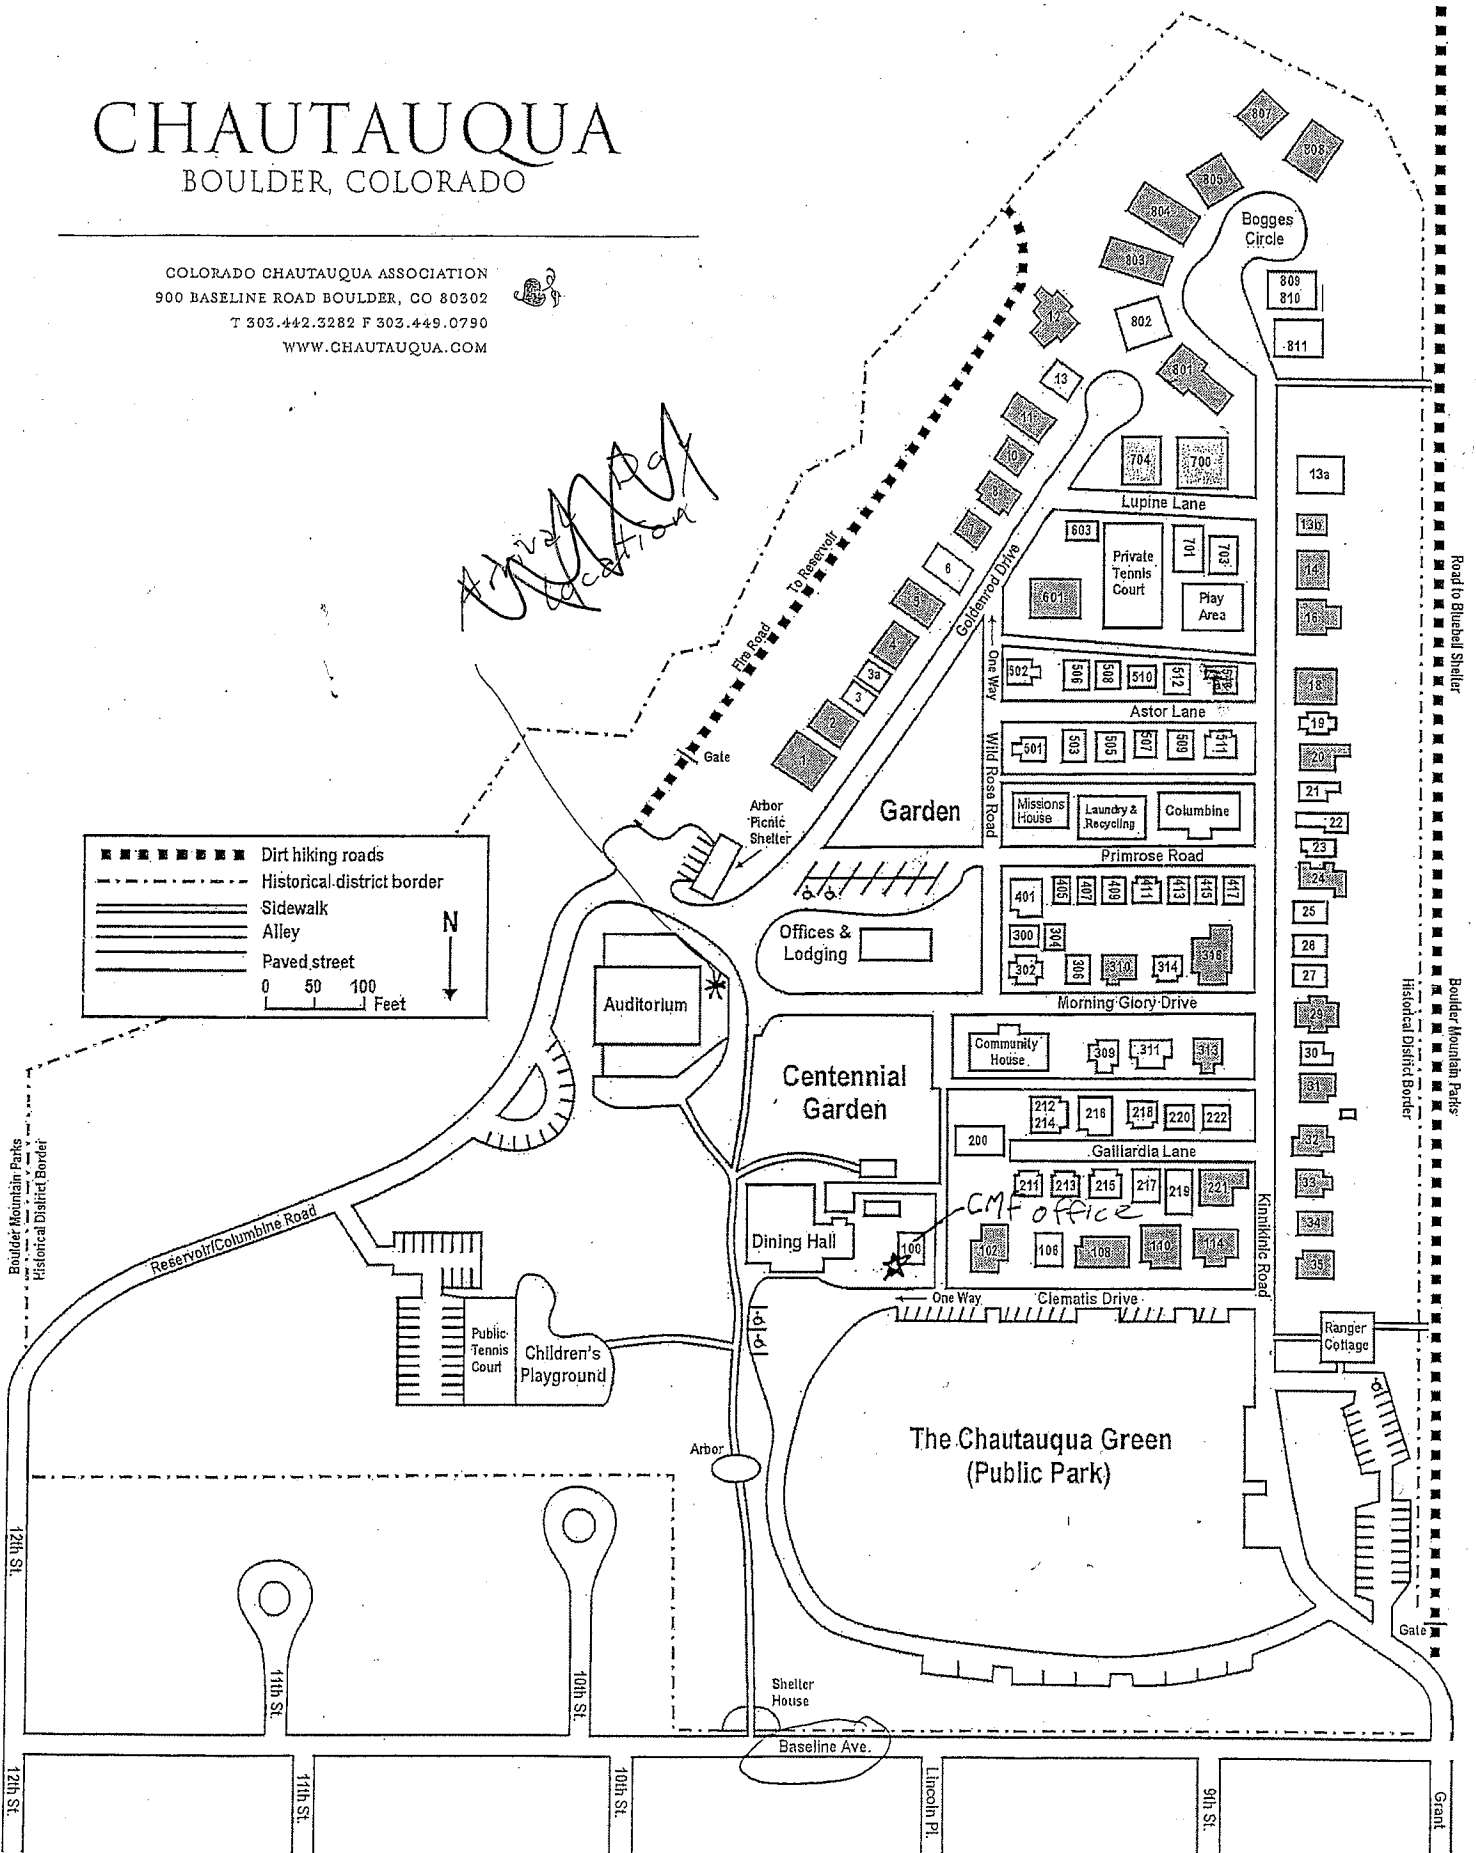 CHAUTAUQUA
BOULDER, COLORADO
COLORADO CHAUTAUQUA ASSOCIATION
900 BASELINE ROAD BOULDER, CO 80302
T 303.442.3282 F 303.449.0790
WWW.CHAUTAUQUA.COM
Arrival Day
Location
807
808
805
804
Bogges
Circle
803
809
810
12
802
811
801
13
11
10
704
700
13a
Lupine Lane
7
603
Private
Tennis
Court
701
703
13b
6
14
To Reservoir
Goldenrod Drive
5
601
Play
Area
16
4
Fire Road
3a
3
One Way
502
506
508
510
512
18
Astor Lane
2
19
1
Gate
Wild Rose Road
501
503
505
507
509
511
20
21
Arbor
Picnic
Shelter
Garden
Missions
House
Laundry &
Recycling
Columbine
22
23
Primrose Road
24
401
405
407
409
411
413
415
417
25
Offices &
Lodging
300
304
26
302
306
310
314
316
27
Morning Glory Drive
29
Dirt hiking roads
Historical district border
Sidewalk
Alley
Paved street
0 50 100
Feet
N
Auditorium
Community
House
309
311
313
30
Centennial
Garden
31
212
214
216
218
220
222
200
Gaillardia Lane
32
211
213
215
217
219
221
33
CMF office
Dining Hall
100
102
106
108
110
114
34
35
Kinnikinic Road
One Way
Clematis Drive
Ranger
Cottage
Road to Bluebell Shelter
Boulder Mountain Parks
Historical District Border
Boulder Mountain Parks
Historical District Border
Reservoir/Columbine Road
Public
Tennis
Court
Children's
Playground
The Chautauqua Green
(Public Park)
Arbor
Gate
Shelter
House
Baseline Ave.
12th St.
11th St.
10th St.
12th St.
11th St.
10th St.
Lincoln Pl.
9th St.
Grant